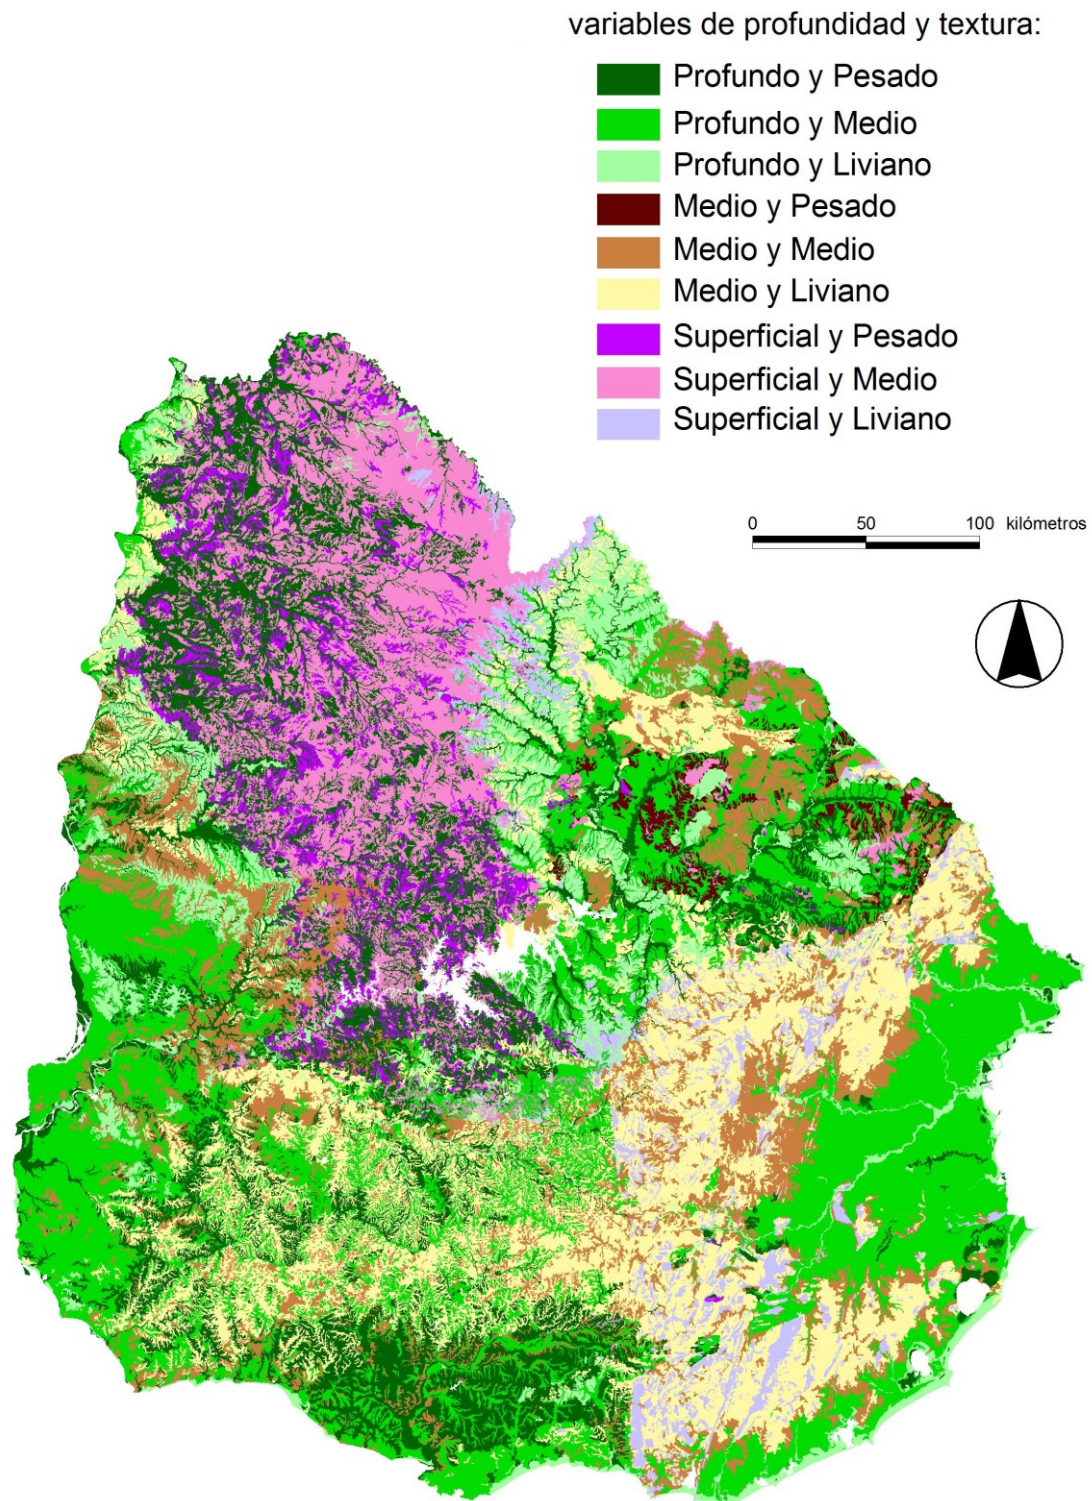 variables de profundidad y textura:
Profundo y Pesado
Profundo y Medio
Profundo y Liviano
Medio y Pesado
Medio y Medio
Medio y Liviano
Superficial y Pesado
Superficial y Medio
Superficial y Liviano
0 50 100 kilómetros